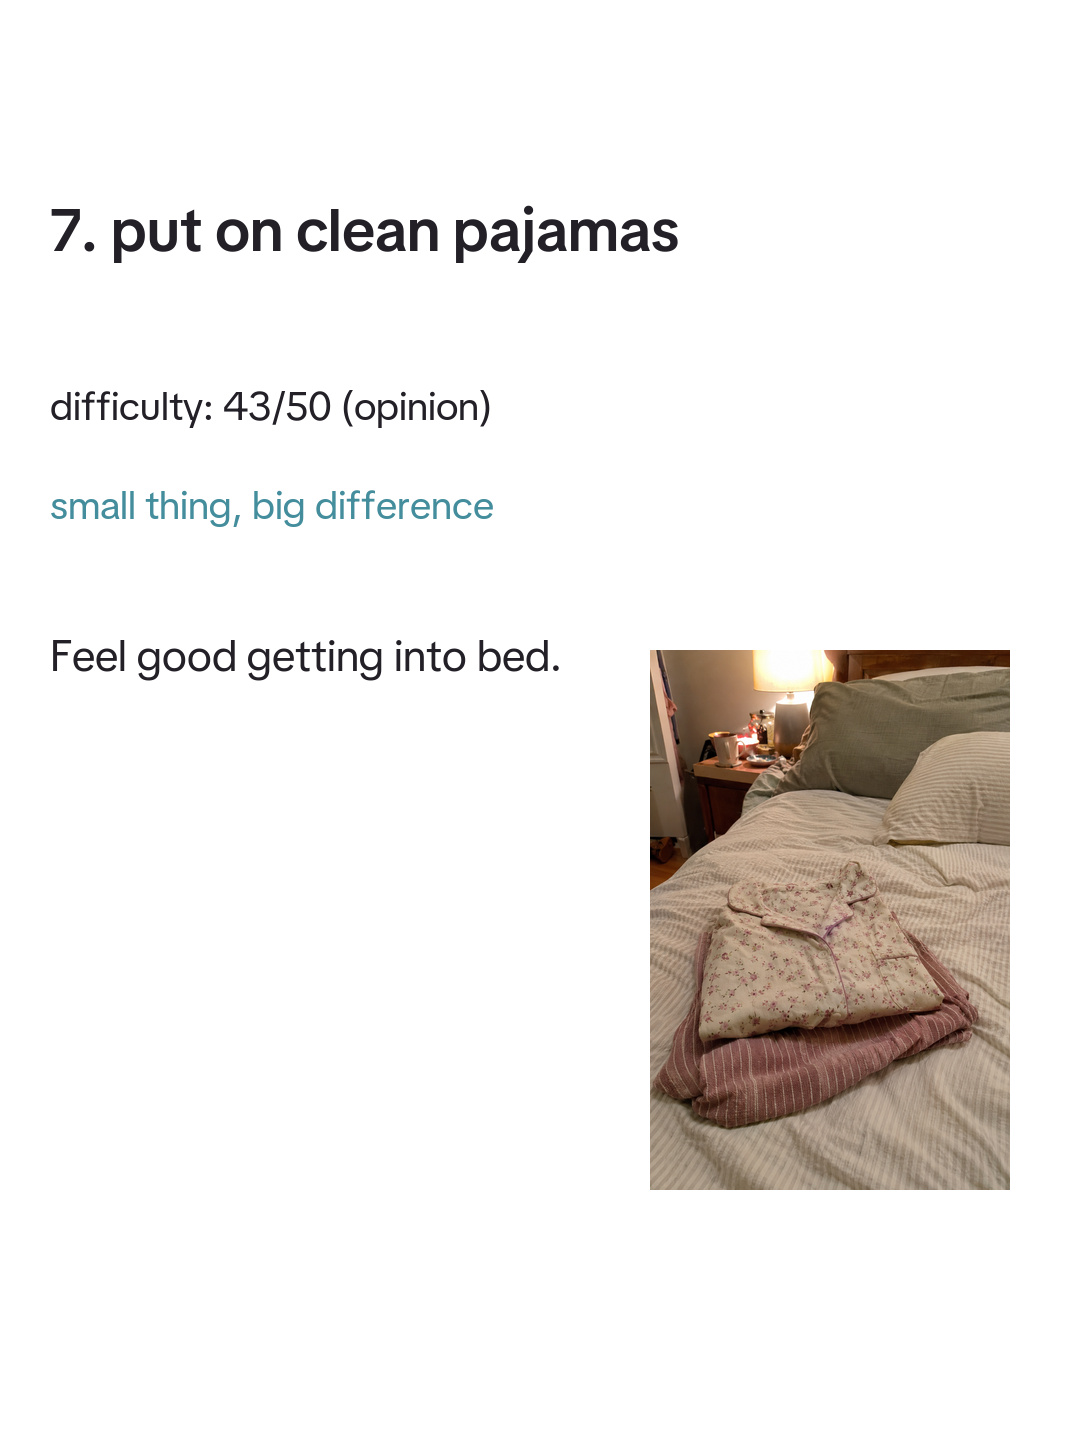 7. put on clean pajamas
difficulty: 43/50 (opinion)
small thing, big difference
Feel good getting into bed.